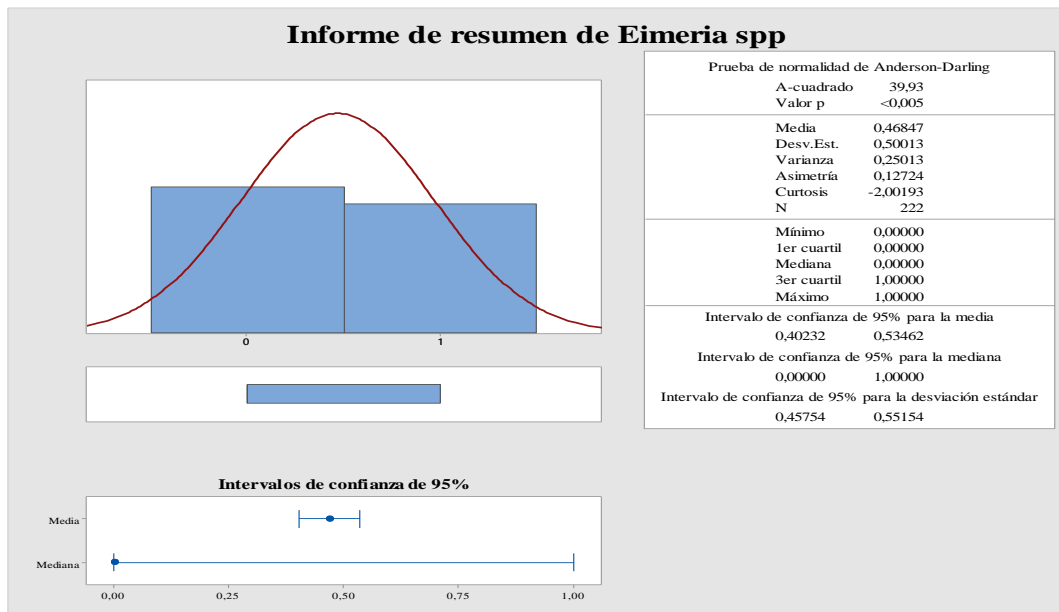 Informe de resumen de Eimeria spp
0 1
Intervalos de confianza de 95%
Media
Mediana
0,00 0,25 0,50 0,75 1,00
Prueba de normalidad de Anderson-Darling
A-cuadrado 39,93
Valor p <0,005
Media 0,46847
Desv.Est. 0,50013
Varianza 0,25013
Asimetría 0,12724
Curtosis -2,00193
N 222
Mínimo 0,00000
1er cuartil 0,00000
Mediana 0,00000
3er cuartil 1,00000
Máximo 1,00000
Intervalo de confianza de 95% para la media
0,40232 0,53462
Intervalo de confianza de 95% para la mediana
0,00000 1,00000
Intervalo de confianza de 95% para la desviación estándar
0,45754 0,55154